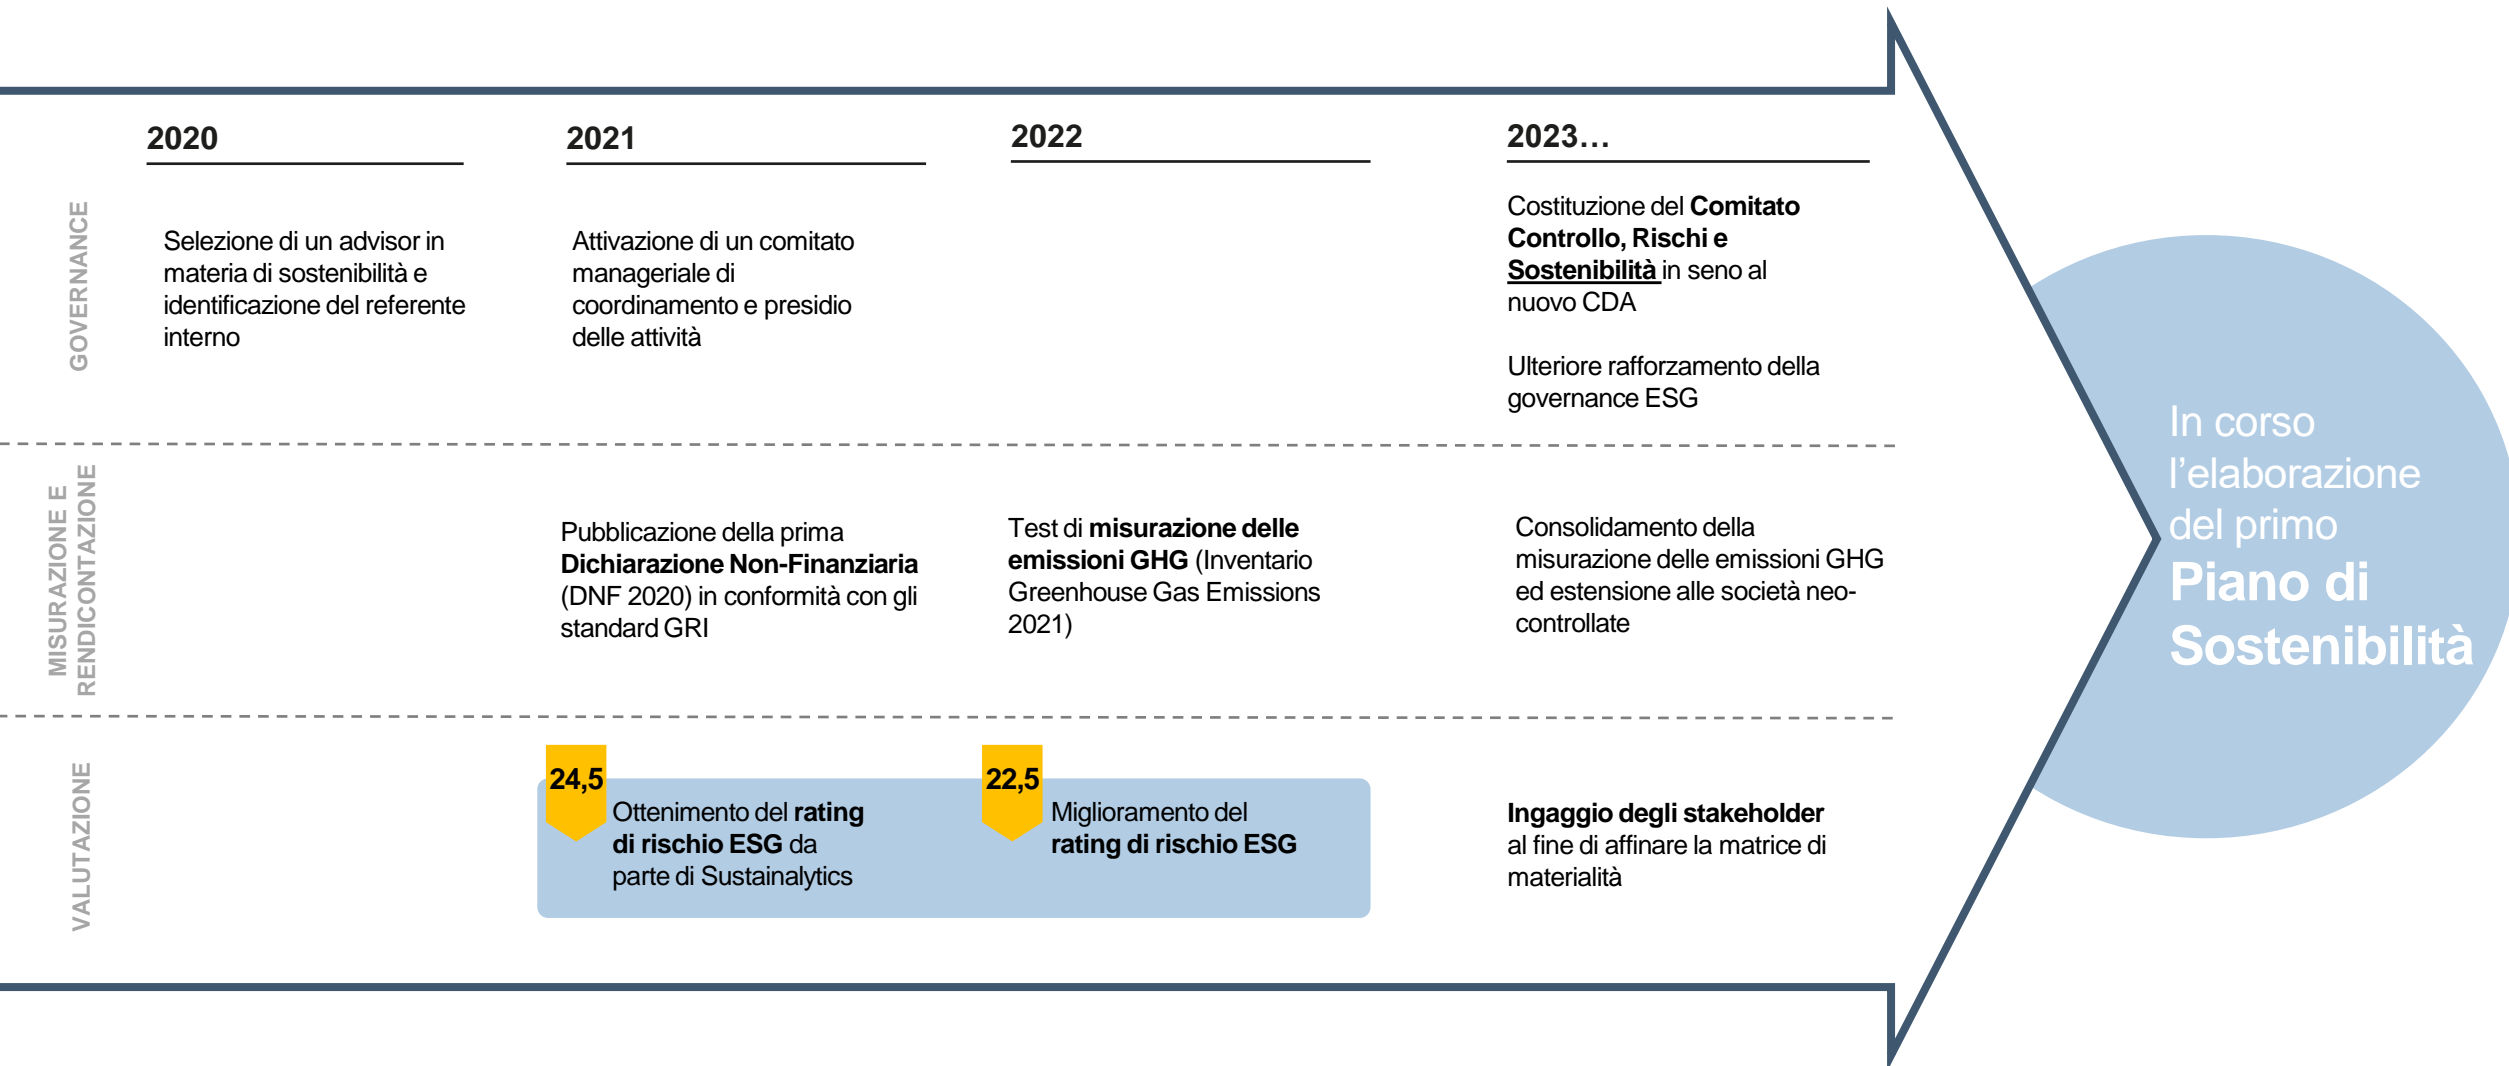 2020
2021
2022
2023…
GOVERNANCE
Selezione di un advisor in
materia di sostenibilità e
identificazione del referente
interno
Attivazione di un comitato
manageriale di
coordinamento e presidio
delle attività
Costituzione del Comitato
Controllo, Rischi e
Sostenibilità in seno al
nuovo CDA
Ulteriore rafforzamento della
governance ESG
MISURAZIONE E
RENDICONTAZIONE
Pubblicazione della prima
Dichiarazione Non-Finanziaria
(DNF 2020) in conformità con gli
standard GRI
Test di misurazione delle
emissioni GHG (Inventario
Greenhouse Gas Emissions
2021)
Consolidamento della
misurazione delle emissioni GHG
ed estensione alle società neo-
controllate
VALUTAZIONE
24,5
Ottenimento del rating
di rischio ESG da
parte di Sustainalytics
22,5
Miglioramento del
rating di rischio ESG
Ingaggio degli stakeholder
al fine di affinare la matrice di
materialità
In corso
l’elaborazione
del primo
Piano di
Sostenibilità